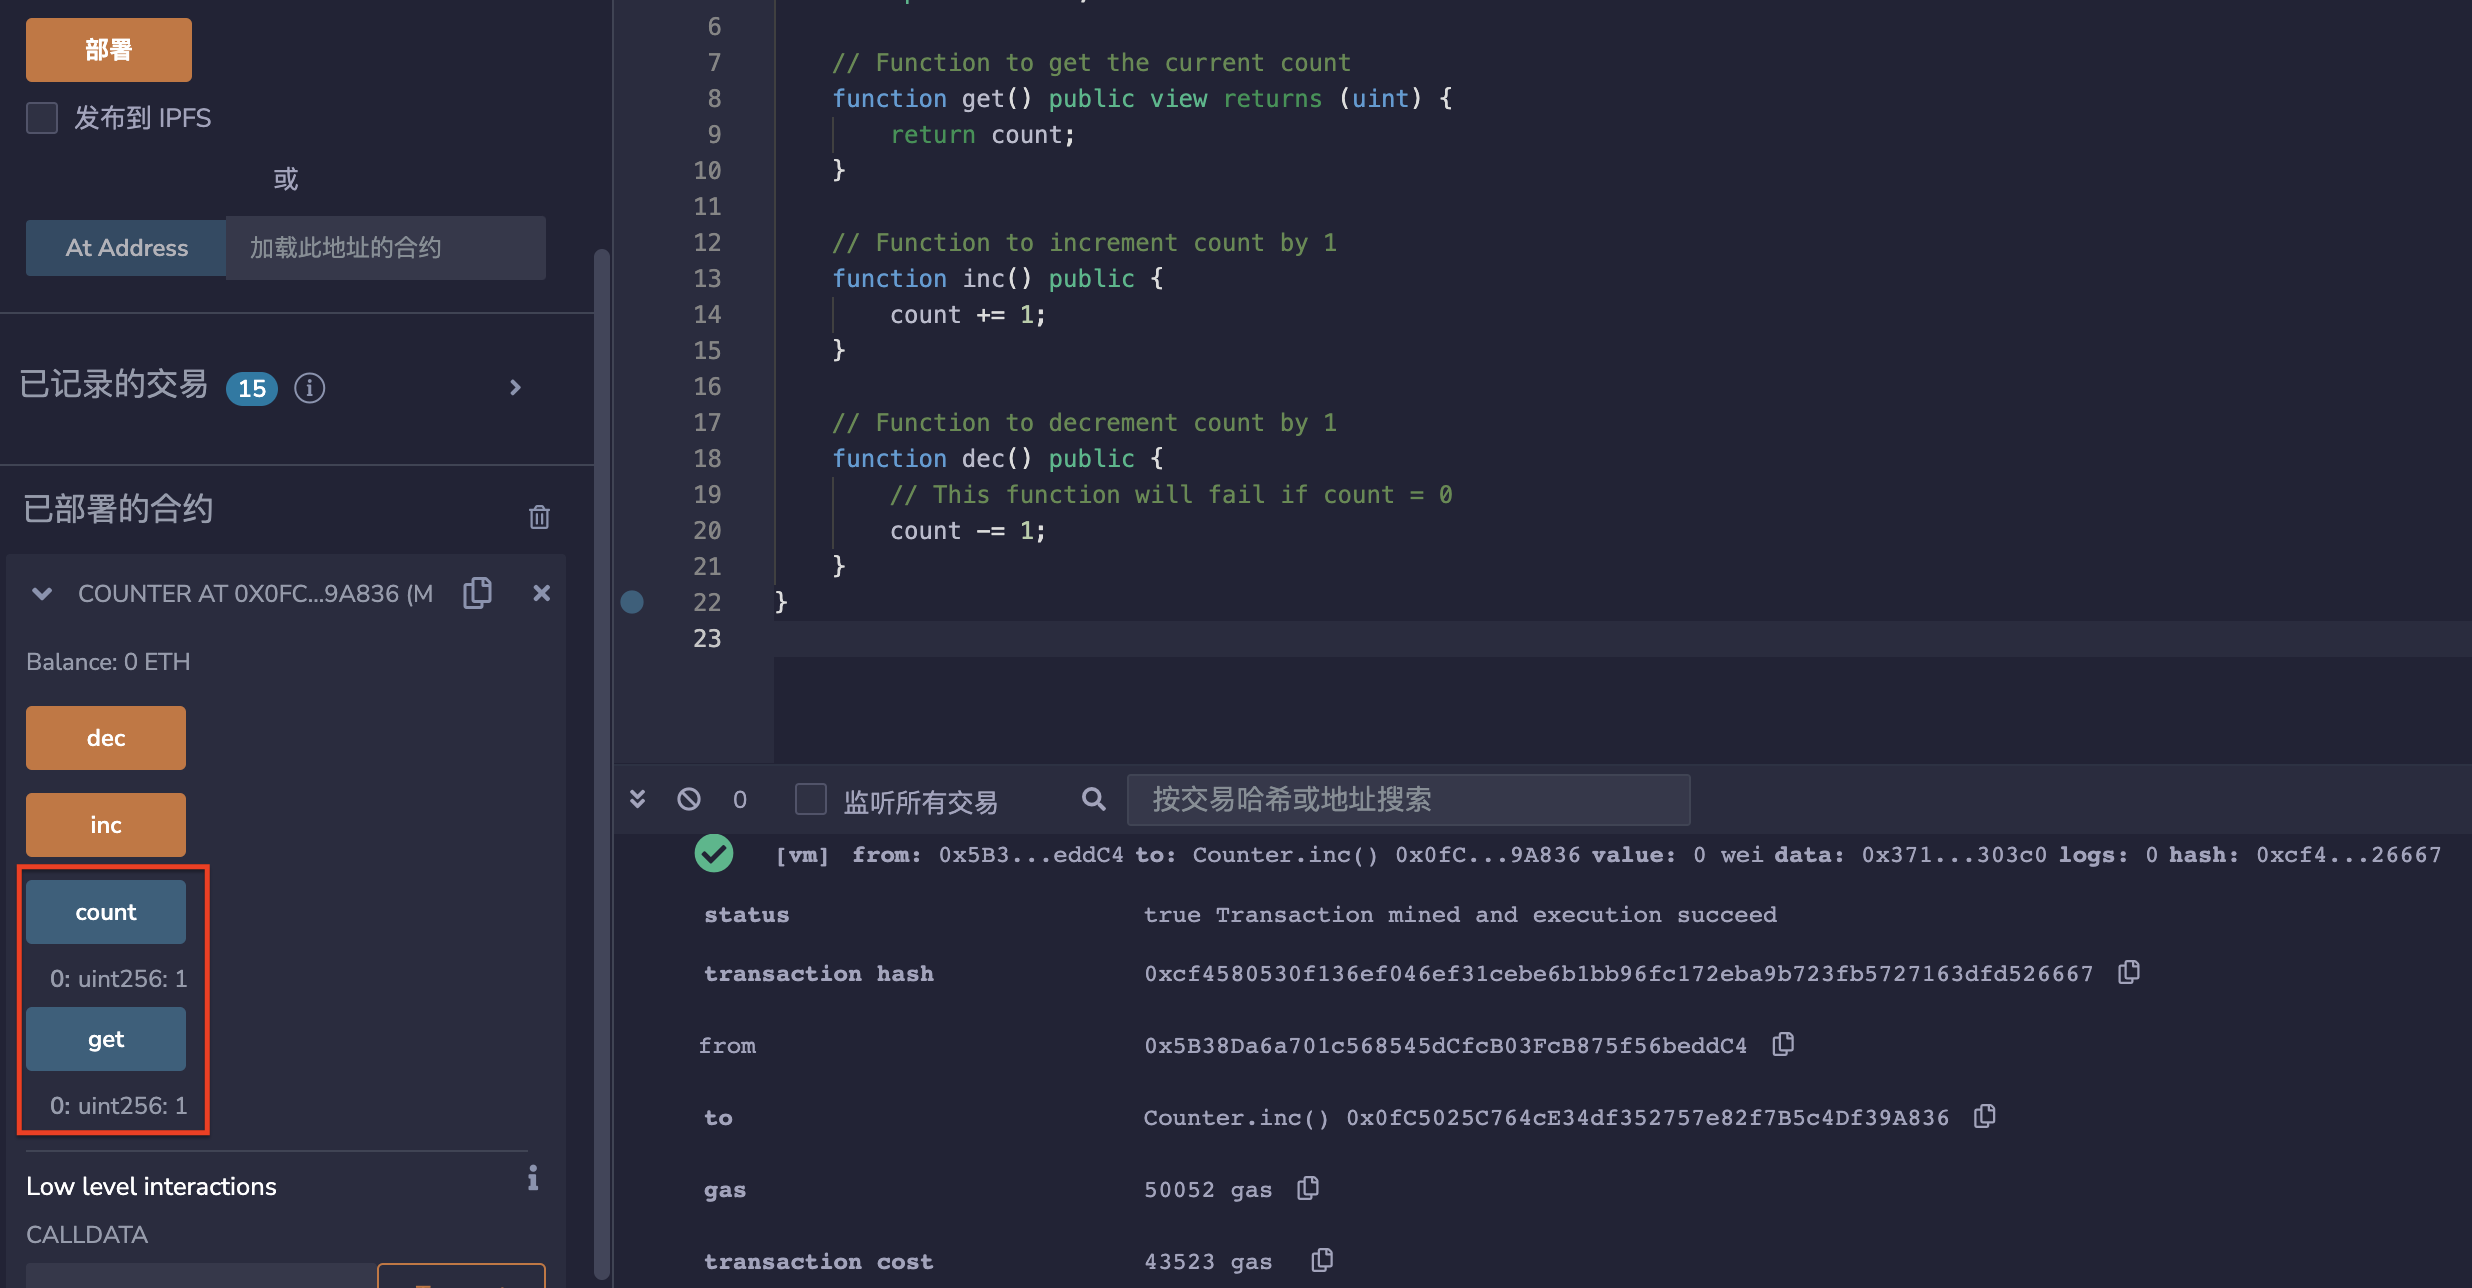 部署
发布到 IPFS
或
At Address
加载此地址的合约
已记录的交易 15
已部署的合约
COUNTER AT 0X0FC...9A836 (M
Balance: 0 ETH
dec
inc
count
0: uint256: 1
get
0: uint256: 1
Low level interactions
CALLDATA
6
7 // Function to get the current count
8 function get() public view returns (uint) {
9 return count;
10 }
11
12 // Function to increment count by 1
13 function inc() public {
14 count += 1;
15 }
16
17 // Function to decrement count by 1
18 function dec() public {
19 // This function will fail if count = 0
20 count -= 1;
21 }
22 }
23
0 监听所有交易 按交易哈希或地址搜索
[vm] from: 0x5B3...eddC4 to: Counter.inc() 0x0fC...9A836 value: 0 wei data: 0x371...303c0 logs: 0 hash: 0xcf4...26667
status true Transaction mined and execution succeed
transaction hash 0xcf4580530f136ef046ef31cebe6b1bb96fc172eba9b723fb5727163dfd526667
from 0x5B38Da6a701c568545dCfcB03FcB875f56beddC4
to Counter.inc() 0x0fC5025C764cE34df352757e82f7B5c4Df39A836
gas 50052 gas
transaction cost 43523 gas